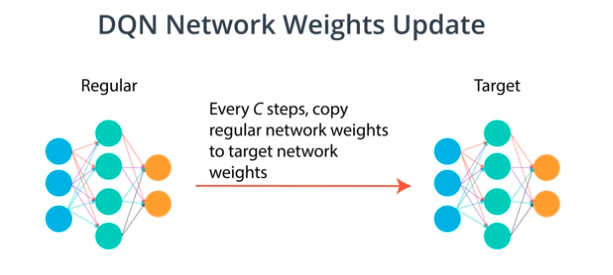 DQN Network Weights Update
Regular
Target
Every C steps, copy
regular network weights
to target network
weights